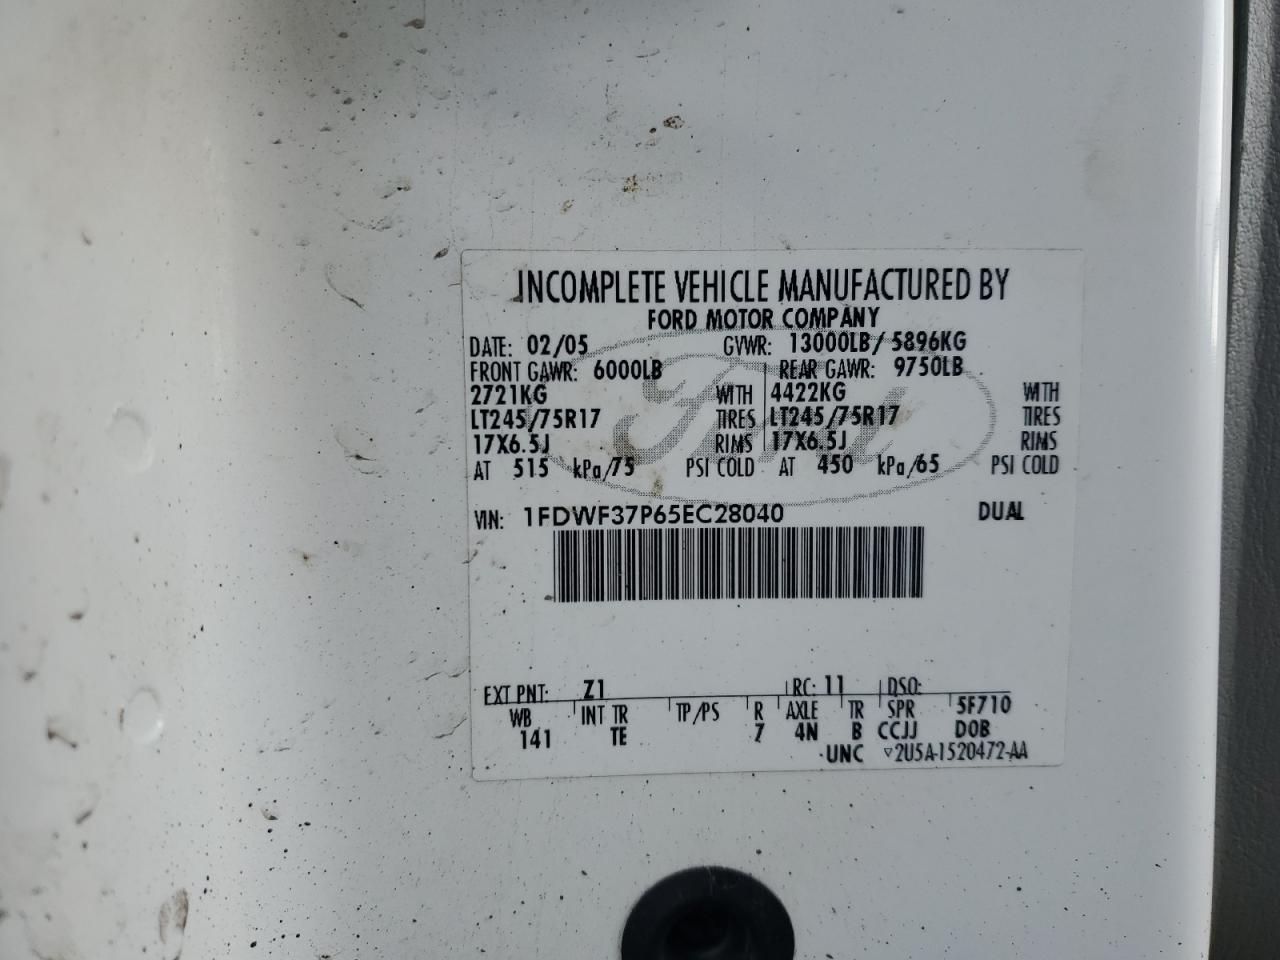 INCOMPLETE VEHICLE MANUFACTURED BY
FORD MOTOR COMPANY
DATE: 02/05 GVWR: 13000LB/ 5896KG
FRONT GAWR: 6000LB REAR GAWR: 9750LB
2721KG WITH 4422KG WITH
LT245/75R17 TIRES LT245/75R17 TIRES
17X6.5J RIMS 17X6.5J RIMS
AT 515 kPa/75 PSI COLD AT 450 kPa/65 PSI COLD
VIN: 1FDWF37P65EC28040 DUAL
EXT PNT: Z1 RC: 11 DSO:
WB INT TR TP/PS R AXLE TR SPR 5F710
141 TE 7 4N B CCJJ D0B
UNC ▽2U5A-1520472-AA
Ford